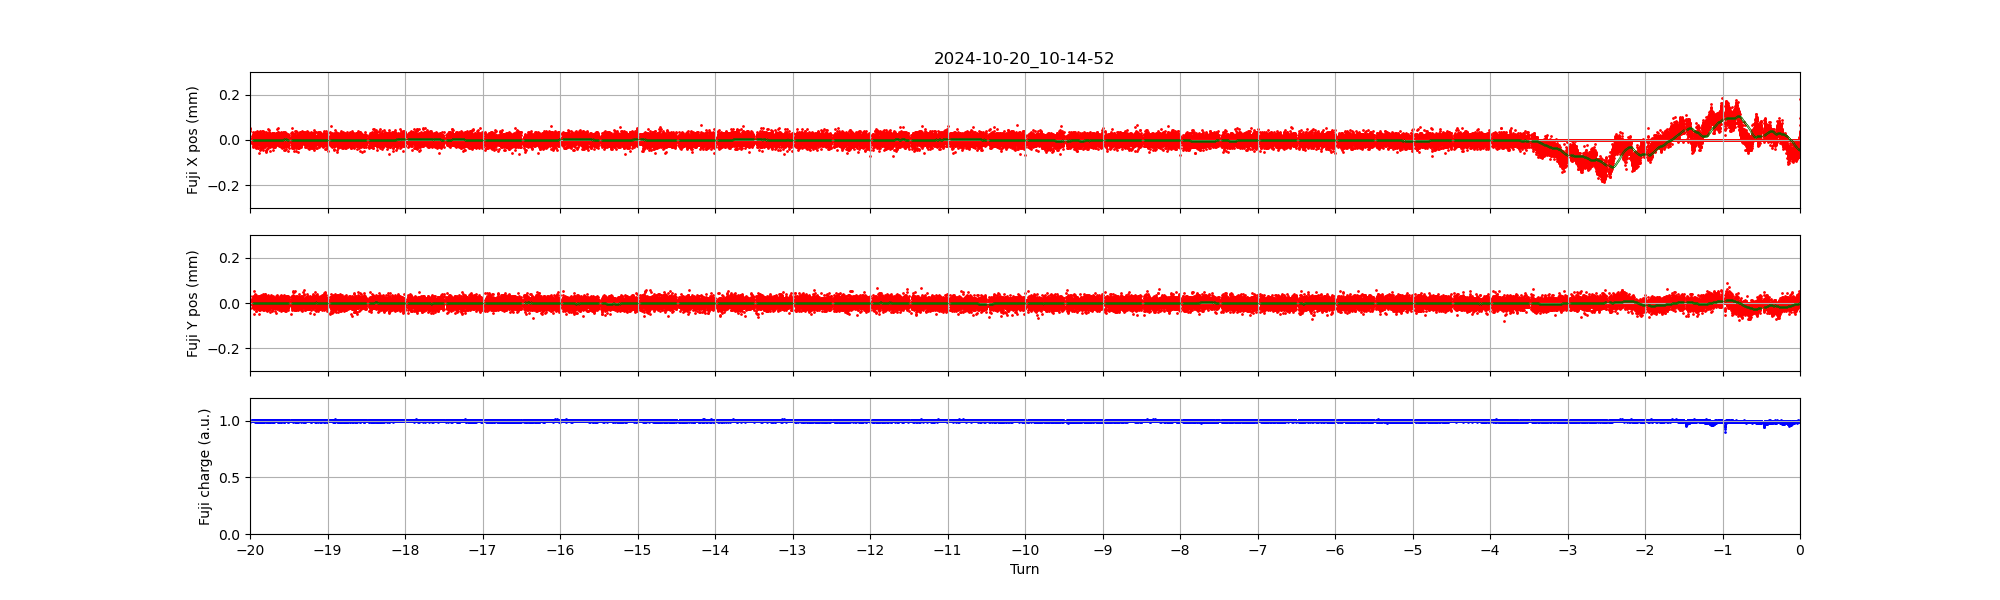 2024-10-20_10-14-52
Fuji X pos (mm)
0.2
0.0
−0.2
Fuji Y pos (mm)
0.2
0.0
−0.2
Fuji charge (a.u.)
1.0
0.5
0.0
−20 −19 −18 −17 −16 −15 −14 −13 −12 −11 −10 −9 −8 −7 −6 −5 −4 −3 −2 −1 0
Turn